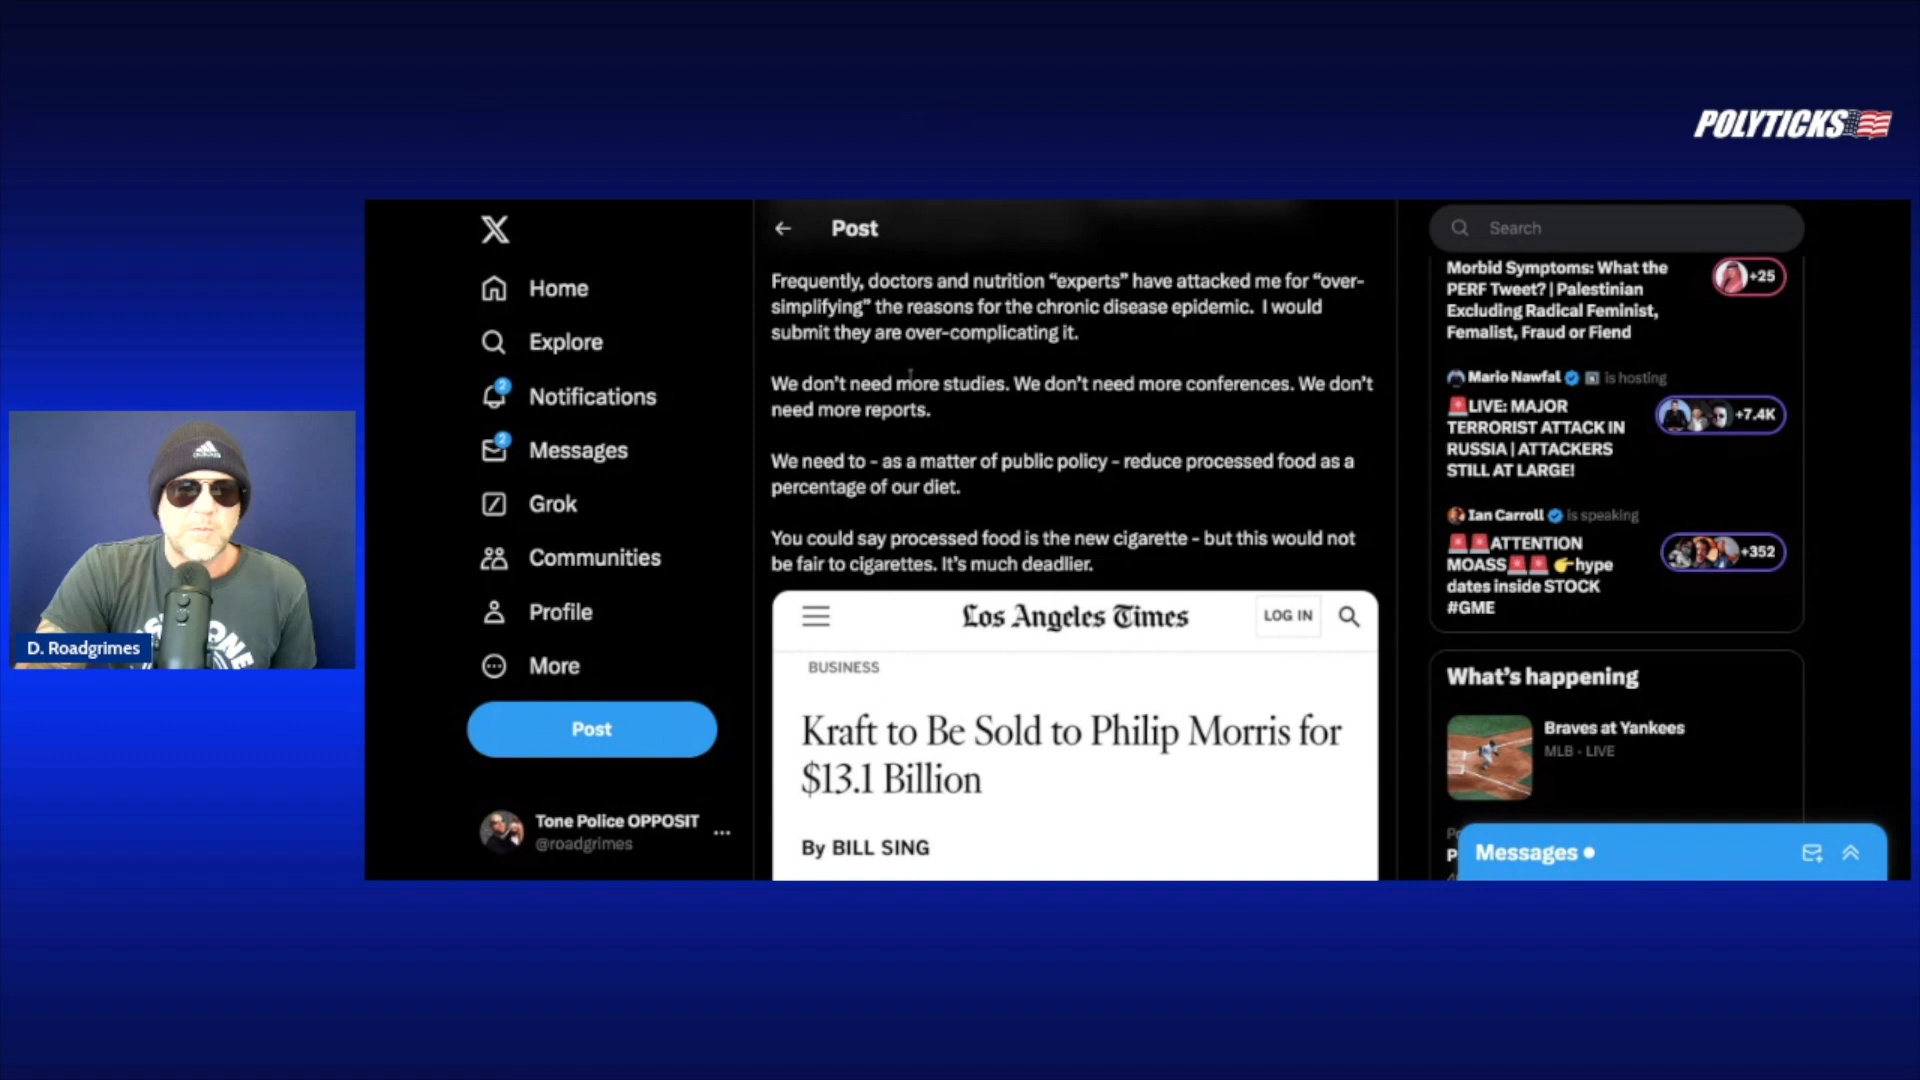 POLYTICKS
Post
Search
Home
Explore
2
Notifications
2
Messages
Grok
Communities
Profile
More
Post
Tone Police OPPOSIT
@roadgrimes
Frequently, doctors and nutrition “experts” have attacked me for “over-
simplifying” the reasons for the chronic disease epidemic. I would
submit they are over-complicating it.
We don’t need more studies. We don’t need more conferences. We don’t
need more reports.
We need to - as a matter of public policy - reduce processed food as a
percentage of our diet.
You could say processed food is the new cigarette - but this would not
be fair to cigarettes. It’s much deadlier.
Los Angeles Times
LOG IN
BUSINESS
Kraft to Be Sold to Philip Morris for
$13.1 Billion
By BILL SING
Morbid Symptoms: What the
PERF Tweet? | Palestinian
Excluding Radical Feminist,
Femalist, Fraud or Fiend
+25
Mario Nawfal is hosting
🚨LIVE: MAJOR
TERRORIST ATTACK IN
RUSSIA | ATTACKERS
STILL AT LARGE!
+7.4K
Ian Carroll is speaking
🚨🚨ATTENTION
MOASS🚨🚨 👉hype
dates inside STOCK
#GME
+352
What’s happening
Braves at Yankees
MLB · LIVE
Messages
D. Roadgrimes